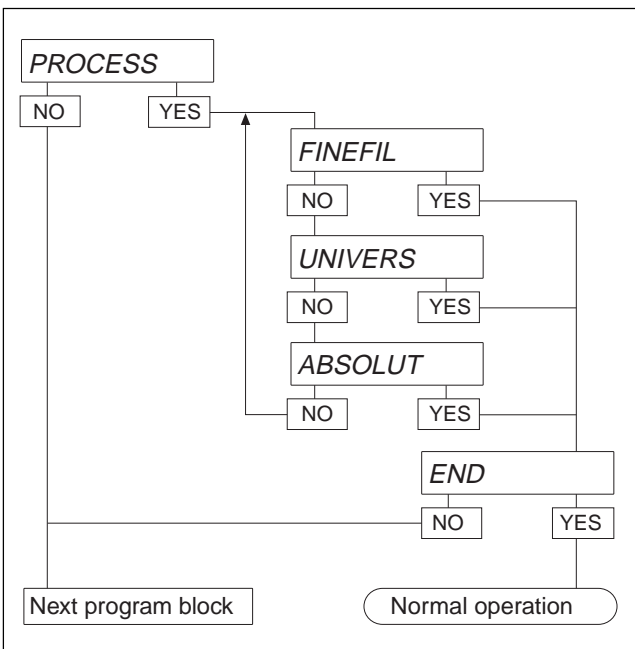 PROCESS
NO YES
FINEFIL
NO YES
UNIVERS
NO YES
ABSOLUT
NO YES
END
NO YES
Next program block Normal operation